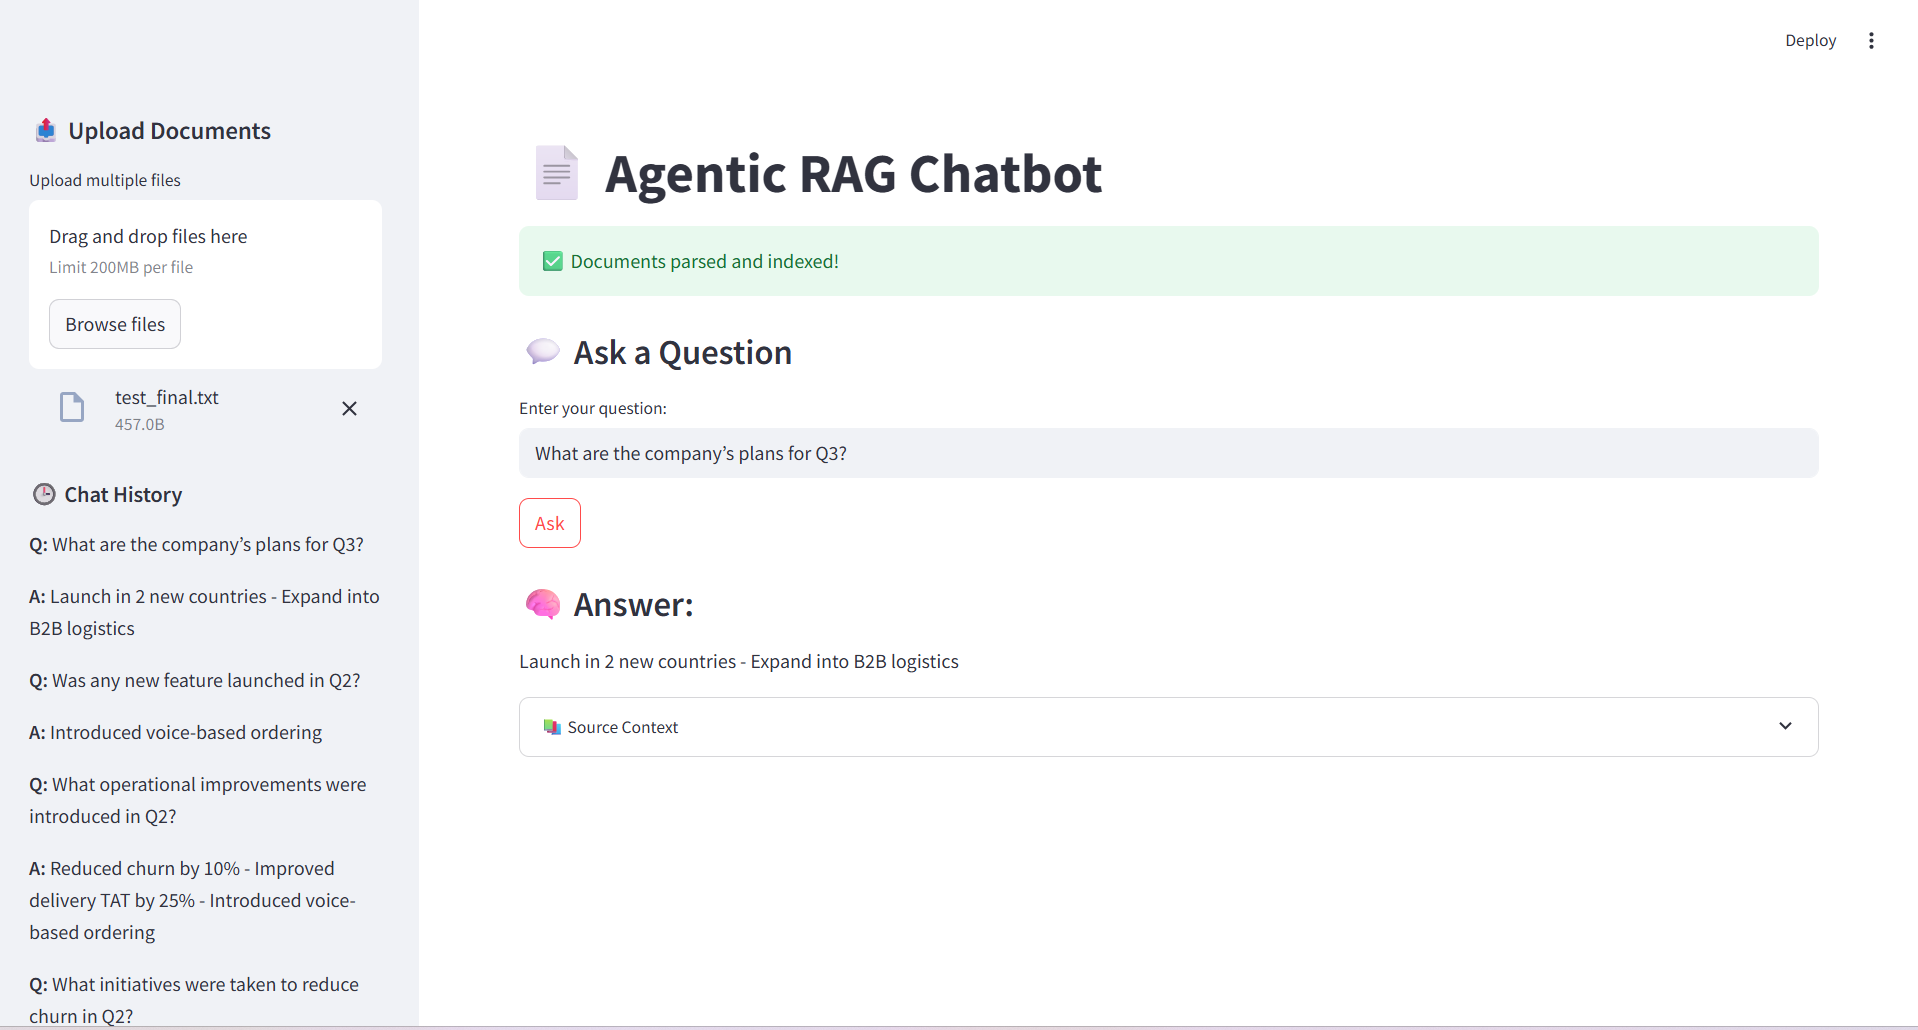 Deploy
Upload Documents
Upload multiple files
Drag and drop files here
Limit 200MB per file
Browse files
test_final.txt
457.0B
Chat History
Q: What are the company’s plans for Q3?
A: Launch in 2 new countries - Expand into
B2B logistics
Q: Was any new feature launched in Q2?
A: Introduced voice-based ordering
Q: What operational improvements were
introduced in Q2?
A: Reduced churn by 10% - Improved
delivery TAT by 25% - Introduced voice-
based ordering
Q: What initiatives were taken to reduce
churn in Q2?
Agentic RAG Chatbot
Documents parsed and indexed!
Ask a Question
Enter your question:
What are the company’s plans for Q3?
Ask
Answer:
Launch in 2 new countries - Expand into B2B logistics
Source Context